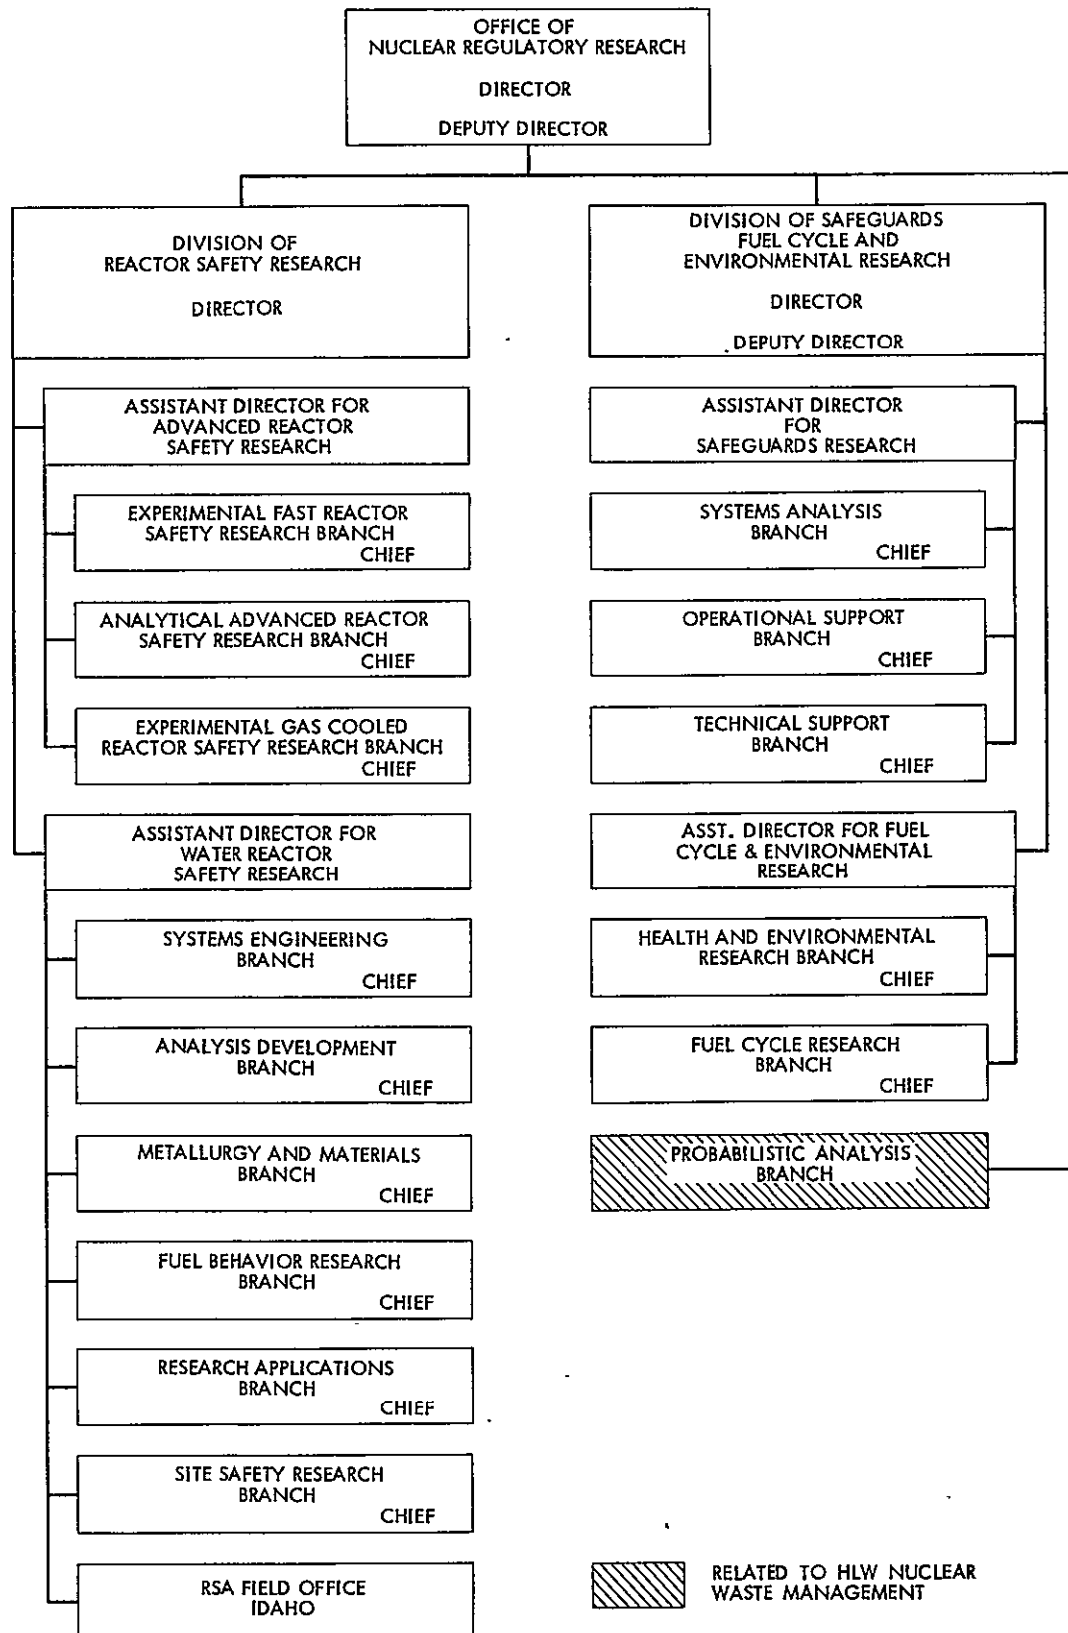 OFFICE OF
NUCLEAR REGULATORY RESEARCH
DIRECTOR
DEPUTY DIRECTOR
DIVISION OF
REACTOR SAFETY RESEARCH
DIRECTOR
ASSISTANT DIRECTOR FOR
ADVANCED REACTOR
SAFETY RESEARCH
EXPERIMENTAL FAST REACTOR
SAFETY RESEARCH BRANCH
CHIEF
ANALYTICAL ADVANCED REACTOR
SAFETY RESEARCH BRANCH
CHIEF
EXPERIMENTAL GAS COOLED
REACTOR SAFETY RESEARCH BRANCH
CHIEF
ASSISTANT DIRECTOR FOR
WATER REACTOR
SAFETY RESEARCH
SYSTEMS ENGINEERING
BRANCH
CHIEF
ANALYSIS DEVELOPMENT
BRANCH
CHIEF
METALLURGY AND MATERIALS
BRANCH
CHIEF
FUEL BEHAVIOR RESEARCH
BRANCH
CHIEF
RESEARCH APPLICATIONS
BRANCH
CHIEF
SITE SAFETY RESEARCH
BRANCH
CHIEF
RSA FIELD OFFICE
IDAHO
DIVISION OF SAFEGUARDS
FUEL CYCLE AND
ENVIRONMENTAL RESEARCH
DIRECTOR
DEPUTY DIRECTOR
ASSISTANT DIRECTOR
FOR
SAFEGUARDS RESEARCH
SYSTEMS ANALYSIS
BRANCH
CHIEF
OPERATIONAL SUPPORT
BRANCH
CHIEF
TECHNICAL SUPPORT
BRANCH
CHIEF
ASST. DIRECTOR FOR FUEL
CYCLE & ENVIRONMENTAL
RESEARCH
HEALTH AND ENVIRONMENTAL
RESEARCH BRANCH
CHIEF
FUEL CYCLE RESEARCH
BRANCH
CHIEF
PROBABILISTIC ANALYSIS
BRANCH
RELATED TO HLW NUCLEAR
WASTE MANAGEMENT